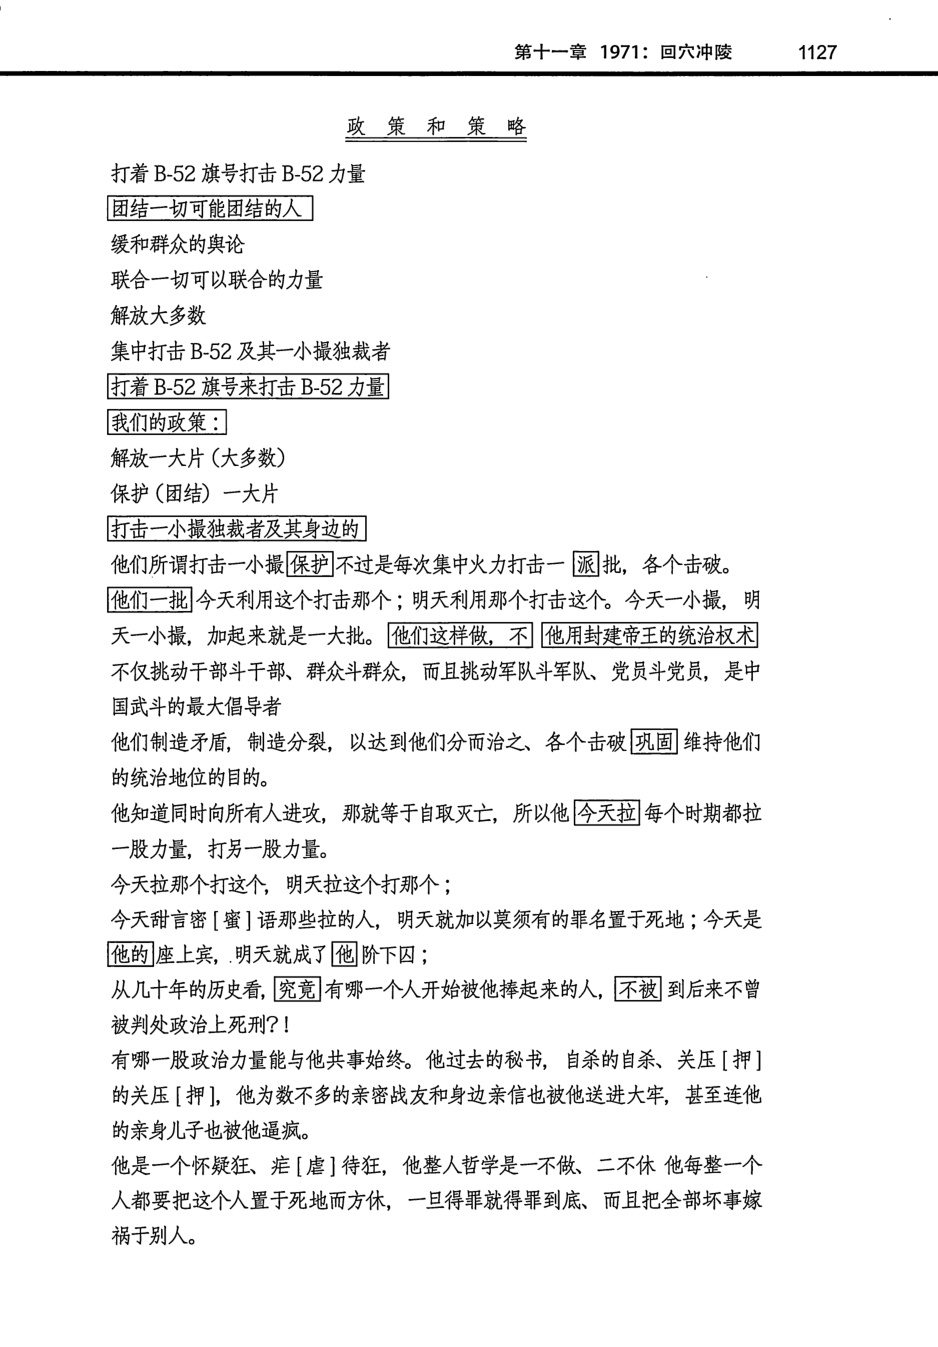 第十一章 1971：回穴冲陵 1127
政策和策略
打着 B-52 旗号打击 B-52 力量
团结一切可能团结的人
缓和群众的舆论
联合一切可以联合的力量
解放大多数
集中打击 B-52 及其一小撮独裁者
打着 B-52 旗号来打击 B-52 力量
我们的政策：
解放一大片（大多数）
保护（团结）一大片
打击一小撮独裁者及其身边的
他们所谓打击一小撮保护不过是每次集中火力打击一 派批，各个击破。
他们一批今天利用这个打击那个；明天利用那个打击这个。今天一小撮，明
天一小撮，加起来就是一大批。他们这样做，不 他用封建帝王的统治权术
不仅挑动干部斗干部、群众斗群众，而且挑动军队斗军队、党员斗党员，是中
国武斗的最大倡导者
他们制造矛盾，制造分裂，以达到他们分而治之、各个击破巩固维持他们
的统治地位的目的。
他知道同时向所有人进攻，那就等于自取灭亡，所以他今天拉每个时期都拉
一股力量，打另一股力量。
今天拉那个打这个，明天拉这个打那个；
今天甜言密［蜜］语那些拉的人，明天就加以莫须有的罪名置于死地；今天是
他的座上宾，明天就成了他阶下囚；
从几十年的历史看，究竟有哪一个人开始被他捧起来的人，不被到后来不曾
被判处政治上死刑？！
有哪一股政治力量能与他共事始终。他过去的秘书，自杀的自杀、关压［押］
的关压［押］，他为数不多的亲密战友和身边亲信也被他送进大牢，甚至连他
的亲身儿子也被他逼疯。
他是一个怀疑狂、疟［虐］待狂，他整人哲学是一不做、二不休 他每整一个
人都要把这个人置于死地而方休，一旦得罪就得罪到底、而且把全部坏事嫁
祸于别人。